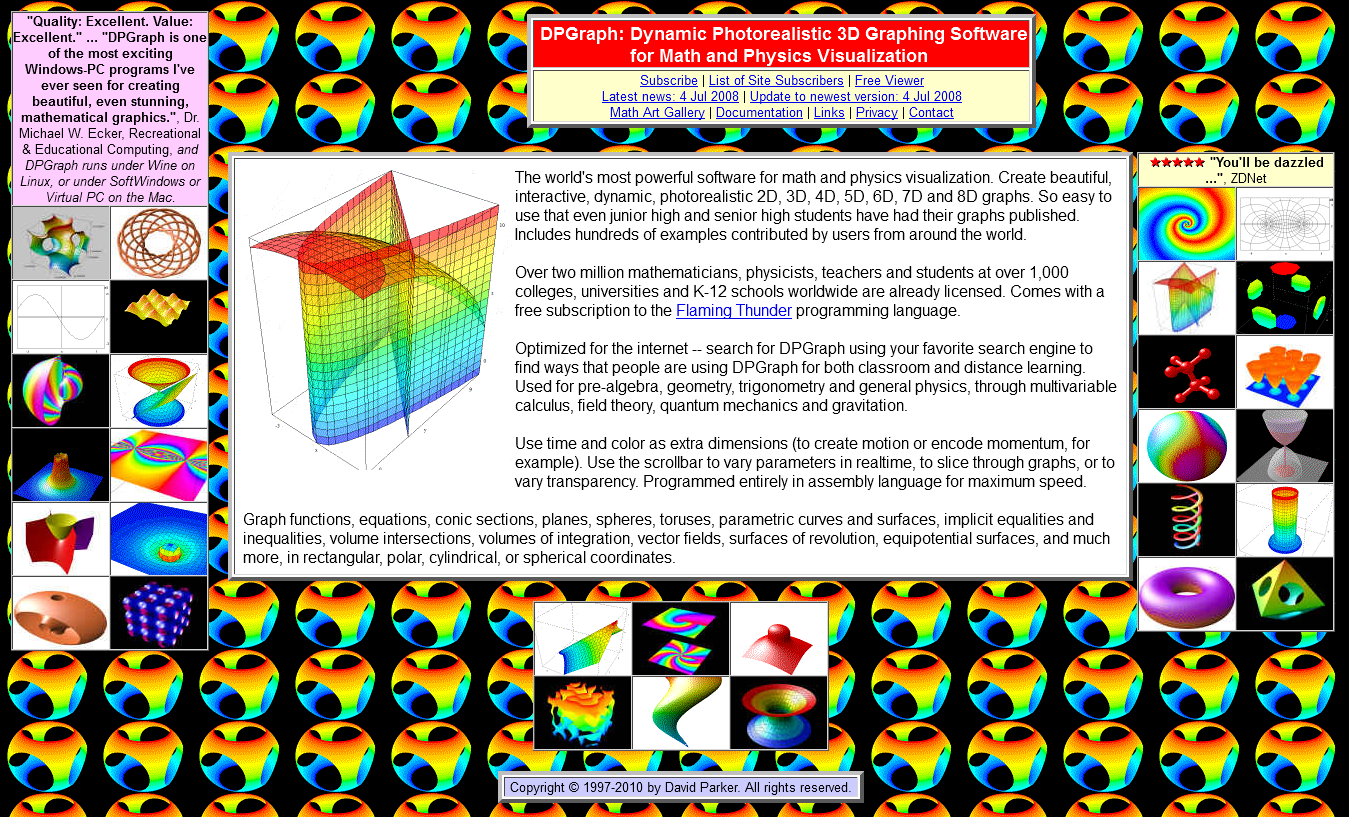 "Quality: Excellent. Value:
Excellent." ... "DPGraph is one
of the most exciting
Windows-PC programs I've
ever seen for creating
beautiful, even stunning,
mathematical graphics.", Dr.
Michael W. Ecker, Recreational
& Educational Computing, and
DPGraph runs under Wine on
Linux, or under SoftWindows or
Virtual PC on the Mac.
DPGraph: Dynamic Photorealistic 3D Graphing Software
for Math and Physics Visualization
Subscribe | List of Site Subscribers | Free Viewer
Latest news: 4 Jul 2008 | Update to newest version: 4 Jul 2008
Math Art Gallery | Documentation | Links | Privacy | Contact
The world's most powerful software for math and physics visualization. Create beautiful,
interactive, dynamic, photorealistic 2D, 3D, 4D, 5D, 6D, 7D and 8D graphs. So easy to
use that even junior high and senior high students have had their graphs published.
Includes hundreds of examples contributed by users from around the world.
Over two million mathematicians, physicists, teachers and students at over 1,000
colleges, universities and K-12 schools worldwide are already licensed. Comes with a
free subscription to the Flaming Thunder programming language.
Optimized for the internet -- search for DPGraph using your favorite search engine to
find ways that people are using DPGraph for both classroom and distance learning.
Used for pre-algebra, geometry, trigonometry and general physics, through multivariable
calculus, field theory, quantum mechanics and gravitation.
Use time and color as extra dimensions (to create motion or encode momentum, for
example). Use the scrollbar to vary parameters in realtime, to slice through graphs, or to
vary transparency. Programmed entirely in assembly language for maximum speed.
Graph functions, equations, conic sections, planes, spheres, toruses, parametric curves and surfaces, implicit equalities and
inequalities, volume intersections, volumes of integration, vector fields, surfaces of revolution, equipotential surfaces, and much
more, in rectangular, polar, cylindrical, or spherical coordinates.
"You'll be dazzled
...", ZDNet
Copyright © 1997-2010 by David Parker. All rights reserved.